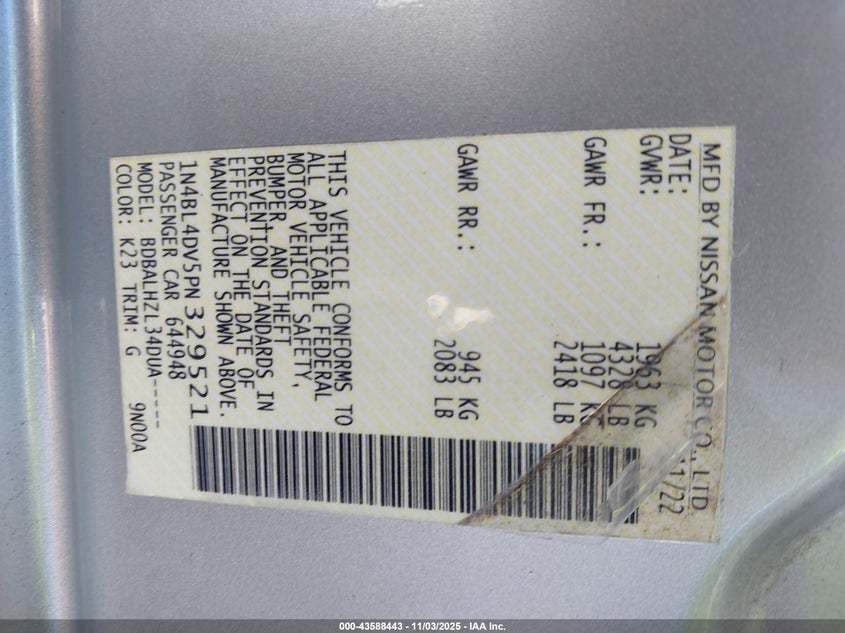 MFD BY NISSAN MOTOR CO., LTD.
DATE: 11/22
GVWR: 1963 KG
4328 LB
GAWR FR.: 1097 KG
2418 LB
GAWR RR.: 945 KG
2083 LB
THIS VEHICLE CONFORMS TO
ALL APPLICABLE FEDERAL
MOTOR VEHICLE SAFETY,
BUMPER, AND THEFT
PREVENTION STANDARDS IN
EFFECT ON THE DATE OF
MANUFACTURE SHOWN ABOVE.
1N4BL4DV5PN329521
PASSENGER CAR 644948
MODEL: BDBALHZL34DUA-----
COLOR: K23 TRIM: G 9N00A
000-43588443 - 11/03/2025 - IAA Inc.